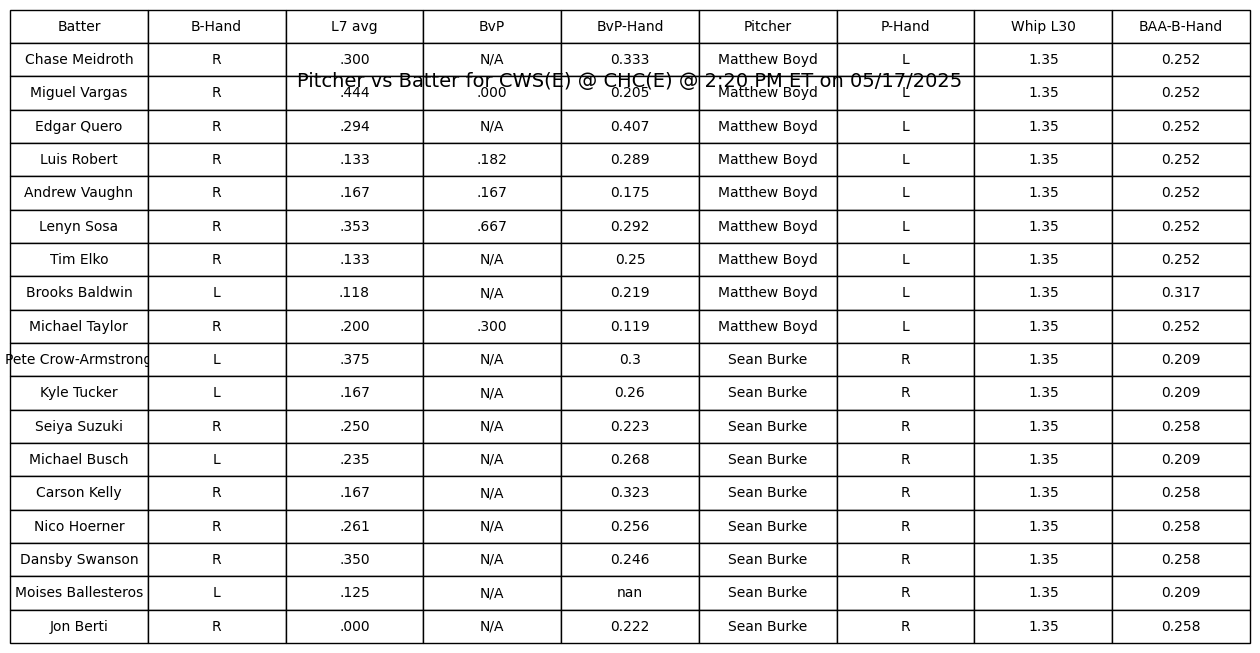 Batter B-Hand L7 avg BvP BvP-Hand Pitcher P-Hand Whip L30 BAA-B-Hand
Chase Meidroth R .300 N/A 0.333 Matthew Boyd L 1.35 0.252
Pitcher vs Batter for CWS(E) @ CHC(E) @ 2:20 PM ET on 05/17/2025
Miguel Vargas R .444 .000 0.205 Matthew Boyd L 1.35 0.252
Edgar Quero R .294 N/A 0.407 Matthew Boyd L 1.35 0.252
Luis Robert R .133 .182 0.289 Matthew Boyd L 1.35 0.252
Andrew Vaughn R .167 .167 0.175 Matthew Boyd L 1.35 0.252
Lenyn Sosa R .353 .667 0.292 Matthew Boyd L 1.35 0.252
Tim Elko R .133 N/A 0.25 Matthew Boyd L 1.35 0.252
Brooks Baldwin L .118 N/A 0.219 Matthew Boyd L 1.35 0.317
Michael Taylor R .200 .300 0.119 Matthew Boyd L 1.35 0.252
Pete Crow-Armstrong L .375 N/A 0.3 Sean Burke R 1.35 0.209
Kyle Tucker L .167 N/A 0.26 Sean Burke R 1.35 0.209
Seiya Suzuki R .250 N/A 0.223 Sean Burke R 1.35 0.258
Michael Busch L .235 N/A 0.268 Sean Burke R 1.35 0.209
Carson Kelly R .167 N/A 0.323 Sean Burke R 1.35 0.258
Nico Hoerner R .261 N/A 0.256 Sean Burke R 1.35 0.258
Dansby Swanson R .350 N/A 0.246 Sean Burke R 1.35 0.258
Moises Ballesteros L .125 N/A nan Sean Burke R 1.35 0.209
Jon Berti R .000 N/A 0.222 Sean Burke R 1.35 0.258